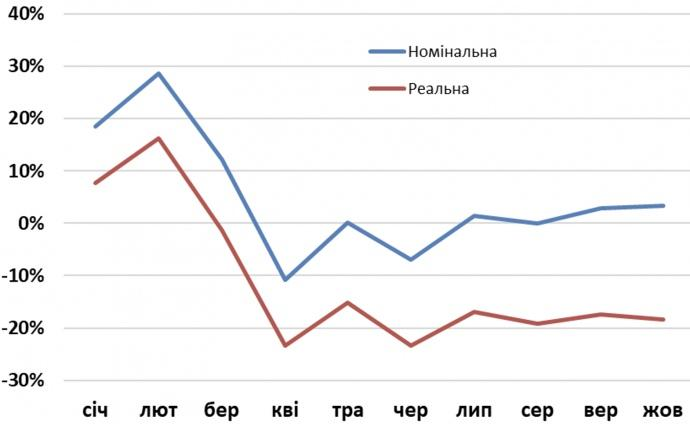 40%
30%
20%
10%
0%
-10%
-20%
-30%
Номінальна
Реальна
січ лют бер кві тра чер лип сер вер жов